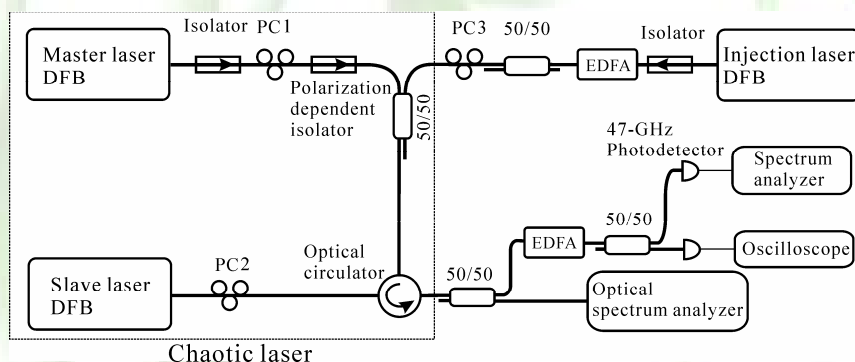 Master laser
DFB
Isolator
PC1
Polarization
dependent
isolator
50/50
PC3
50/50
EDFA
Isolator
Injection laser
DFB
47-GHz
Photodetector
Spectrum
analyzer
50/50
EDFA
Oscilloscope
Optical
circulator
50/50
Optical
spectrum analyzer
PC2
Slave laser
DFB
Chaotic laser